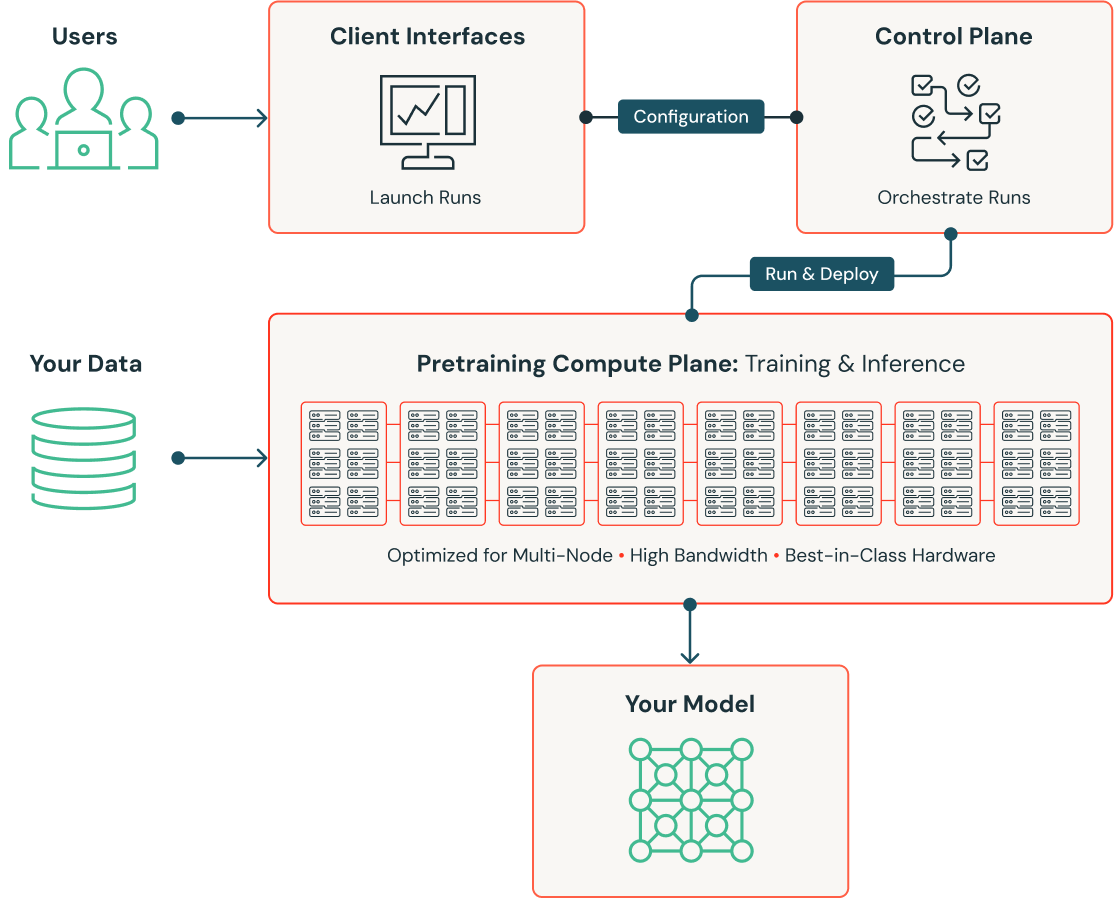 Users
Client Interfaces
Launch Runs
Configuration
Control Plane
Orchestrate Runs
Run & Deploy
Your Data
Pretraining Compute Plane: Training & Inference
Optimized for Multi-Node • High Bandwidth • Best-in-Class Hardware
Your Model